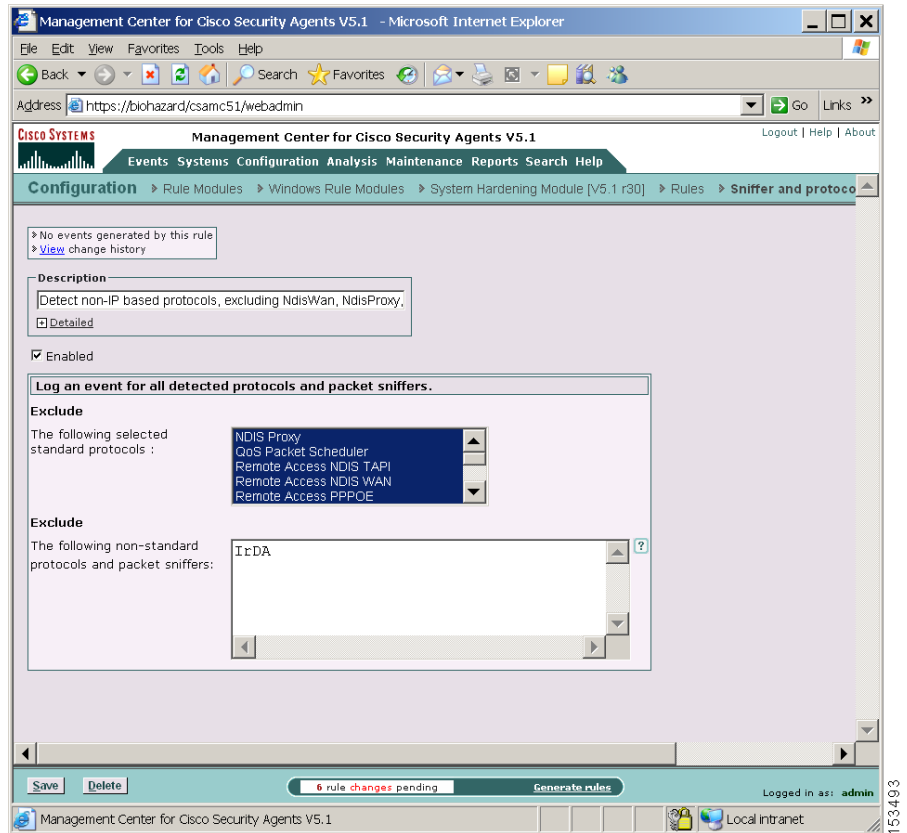 Management Center for Cisco Security Agents V5.1 - Microsoft Internet Explorer
File Edit View Favorites Tools Help
Back Search Favorites
Address https://biohazard/csamc51/webadmin Go Links »
CISCO SYSTEMS
Management Center for Cisco Security Agents V5.1
Logout | Help | About
Events Systems Configuration Analysis Maintenance Reports Search Help
Configuration Rule Modules Windows Rule Modules System Hardening Module [V5.1 r30] Rules Sniffer and protoco
No events generated by this rule
View change history
Description
Detect non-IP based protocols, excluding NdisWan, NdisProxy,
+ Detailed
Enabled
Log an event for all detected protocols and packet sniffers.
Exclude
The following selected
standard protocols :
NDIS Proxy
QoS Packet Scheduler
Remote Access NDIS TAPI
Remote Access NDIS WAN
Remote Access PPPOE
Exclude
The following non-standard
protocols and packet sniffers:
IrDA
?
Save Delete
6 rule changes pending
Generate rules
Logged in as: admin
Management Center for Cisco Security Agents V5.1
Local intranet
153493